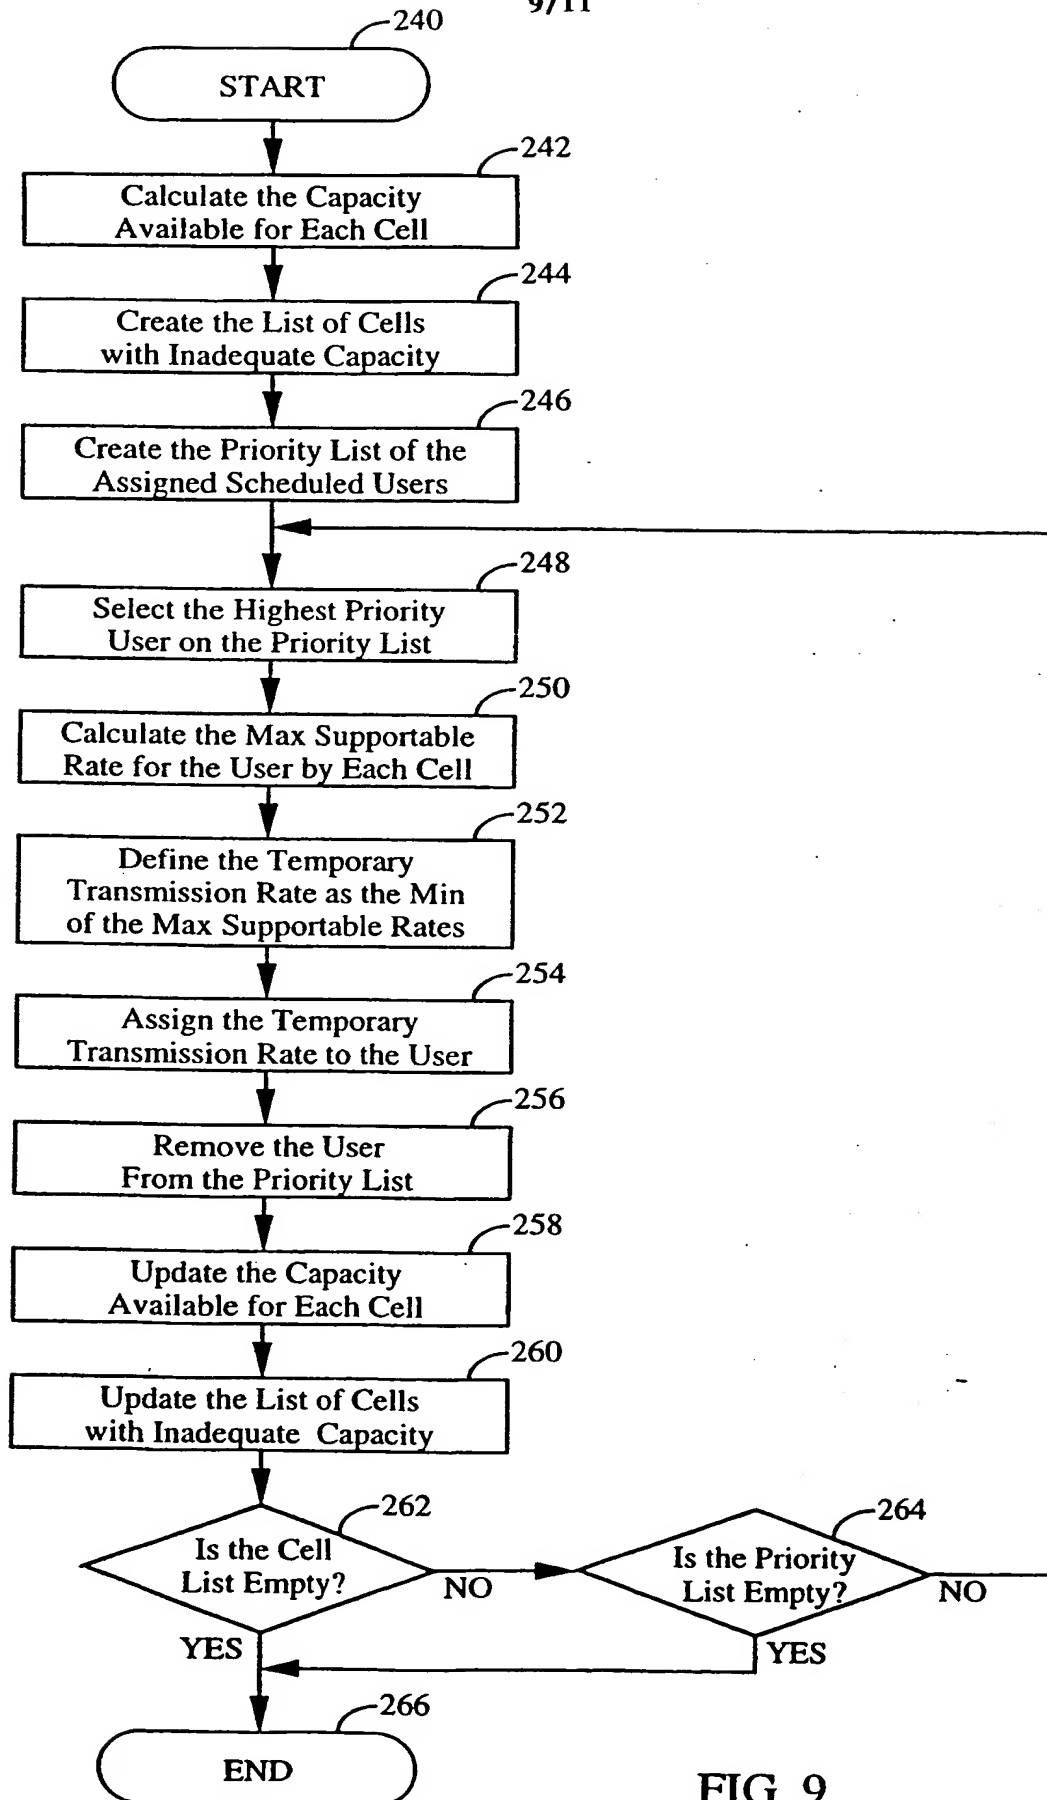 9/11
240
START
242
Calculate the Capacity
Available for Each Cell
244
Create the List of Cells
with Inadequate Capacity
246
Create the Priority List of the
Assigned Scheduled Users
248
Select the Highest Priority
User on the Priority List
250
Calculate the Max Supportable
Rate for the User by Each Cell
252
Define the Temporary
Transmission Rate as the Min
of the Max Supportable Rates
254
Assign the Temporary
Transmission Rate to the User
256
Remove the User
From the Priority List
258
Update the Capacity
Available for Each Cell
260
Update the List of Cells
with Inadequate Capacity
262
Is the Cell
List Empty?
NO
264
Is the Priority
List Empty?
NO
YES
YES
266
END
FIG. 9